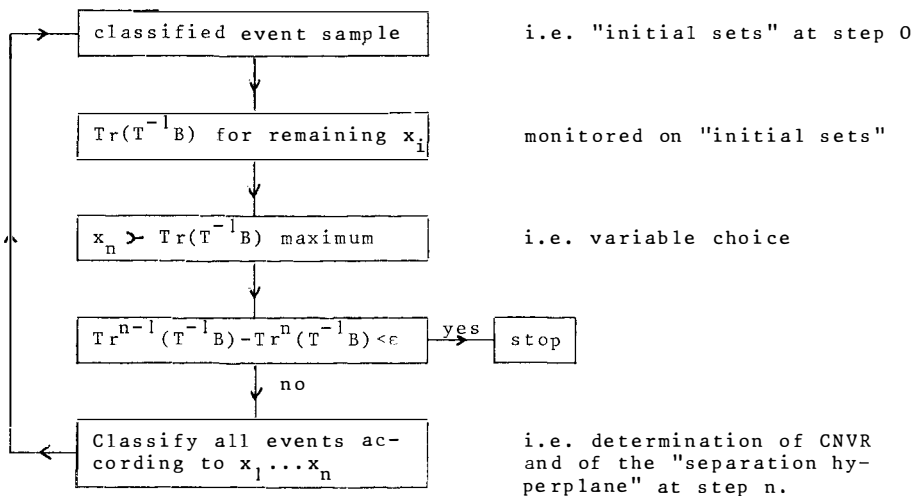 classified event sample
i.e. "initial sets" at step 0
Tr(T⁻¹B) for remaining xᵢ
monitored on "initial sets"
xₙ ≻ Tr(T⁻¹B) maximum
i.e. variable choice
Trⁿ⁻¹(T⁻¹B)-Trⁿ(T⁻¹B)<ε
yes
stop
no
Classify all events ac-
cording to x₁...xₙ
i.e. determination of CNVR
and of the "separation hy-
perplane" at step n.